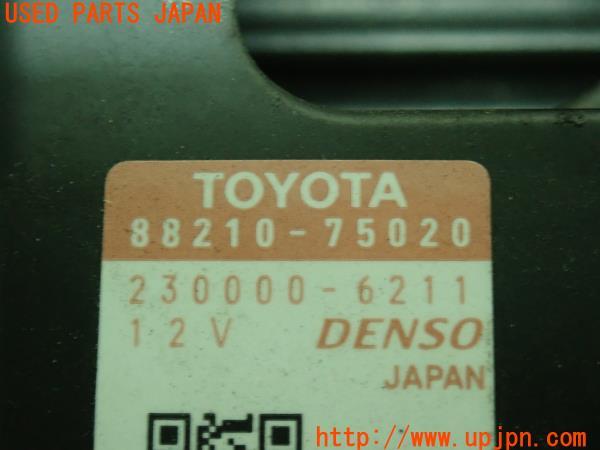 USED PARTS JAPAN
TOYOTA
88210-75020
230000-6211
12V DENSO
JAPAN
http://www.upjpn.com